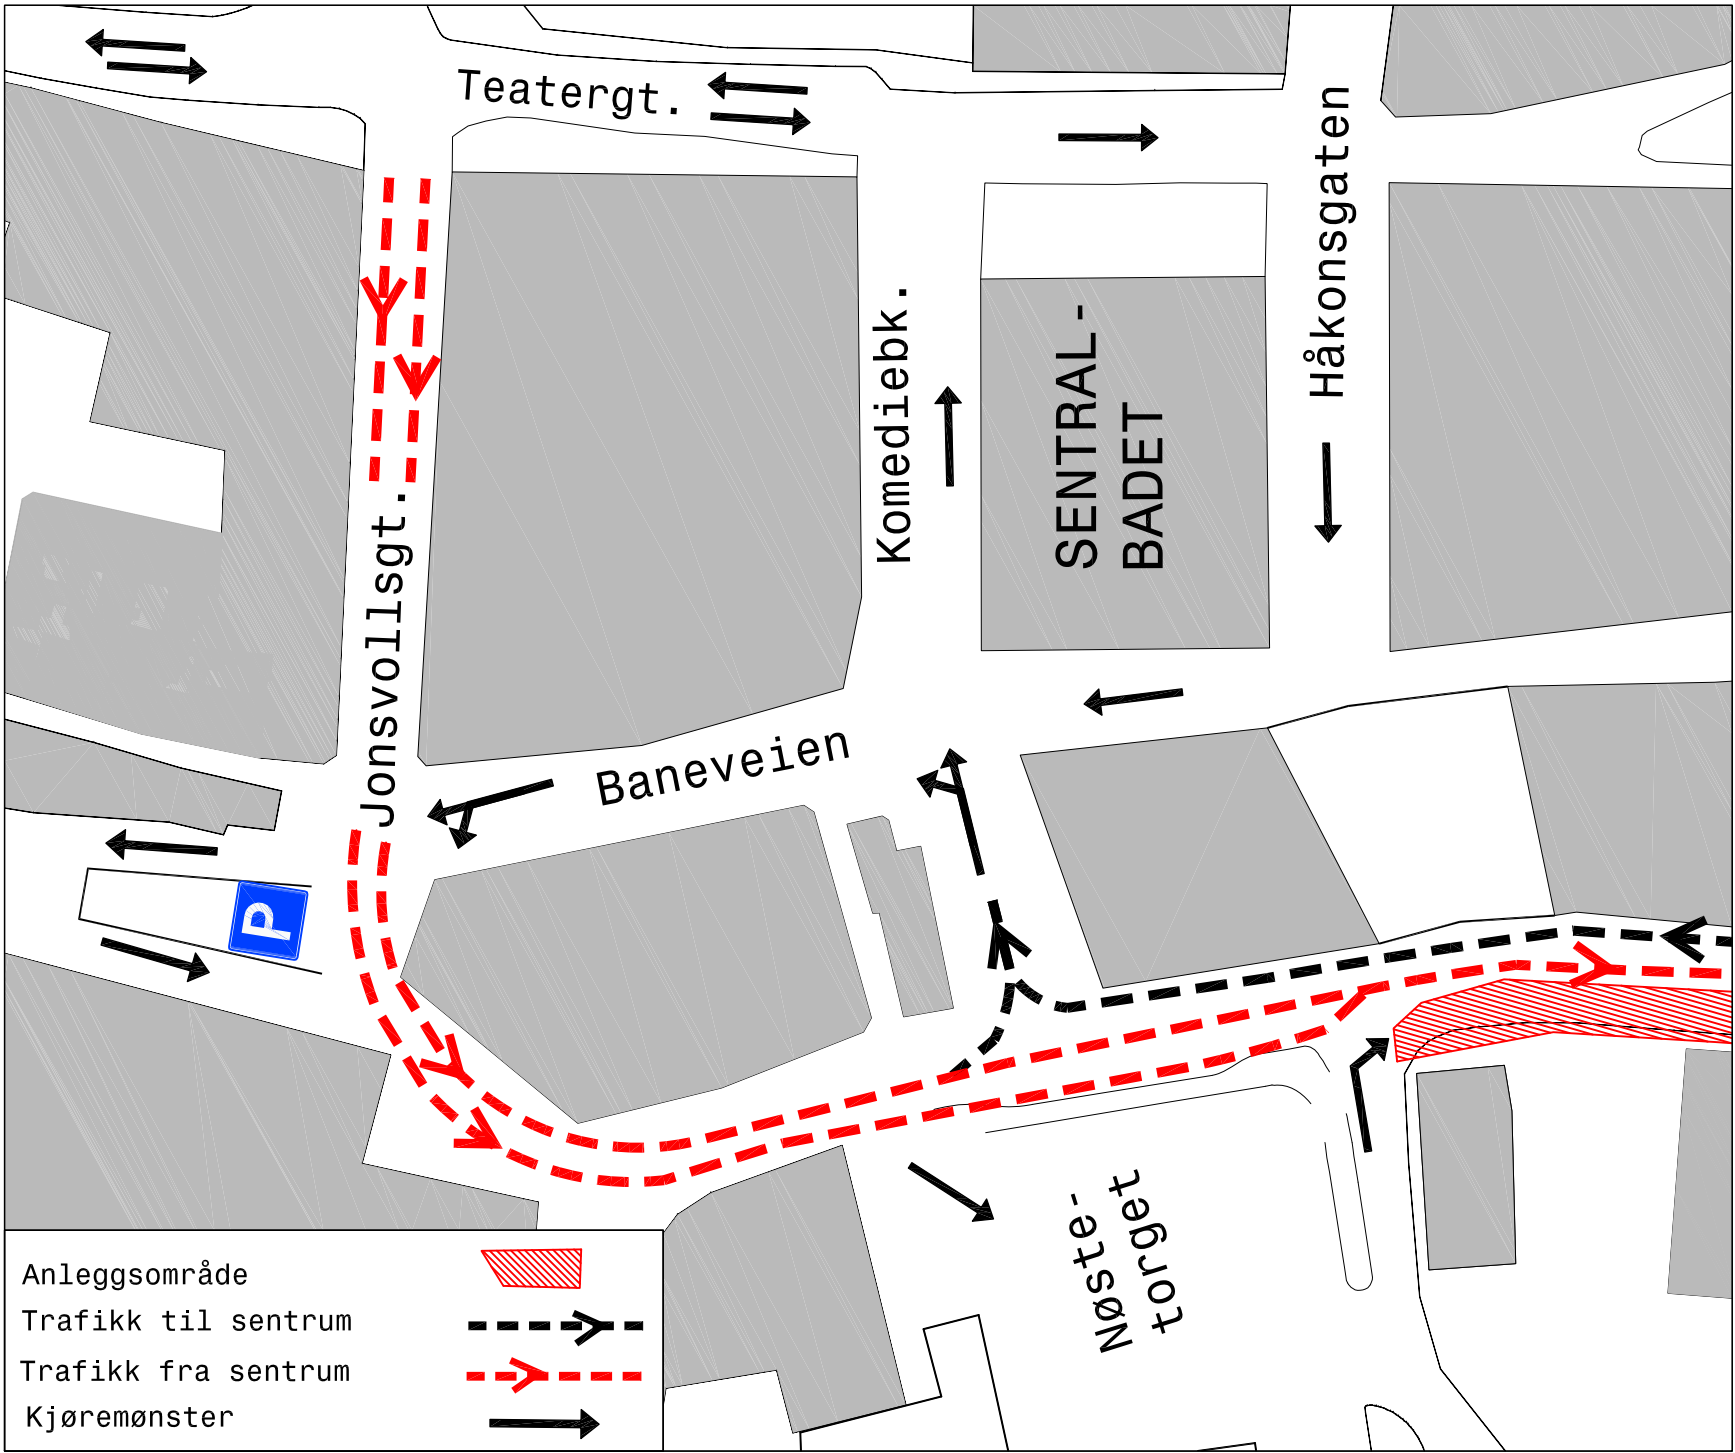 Teatergt.
Håkonsgaten
Komediebk.
SENTRAL-
BADET
Jonsvollsgt.
Baneveien
P
Nøste-
torget
Anleggsområde
Trafikk til sentrum
Trafikk fra sentrum
Kjøremønster